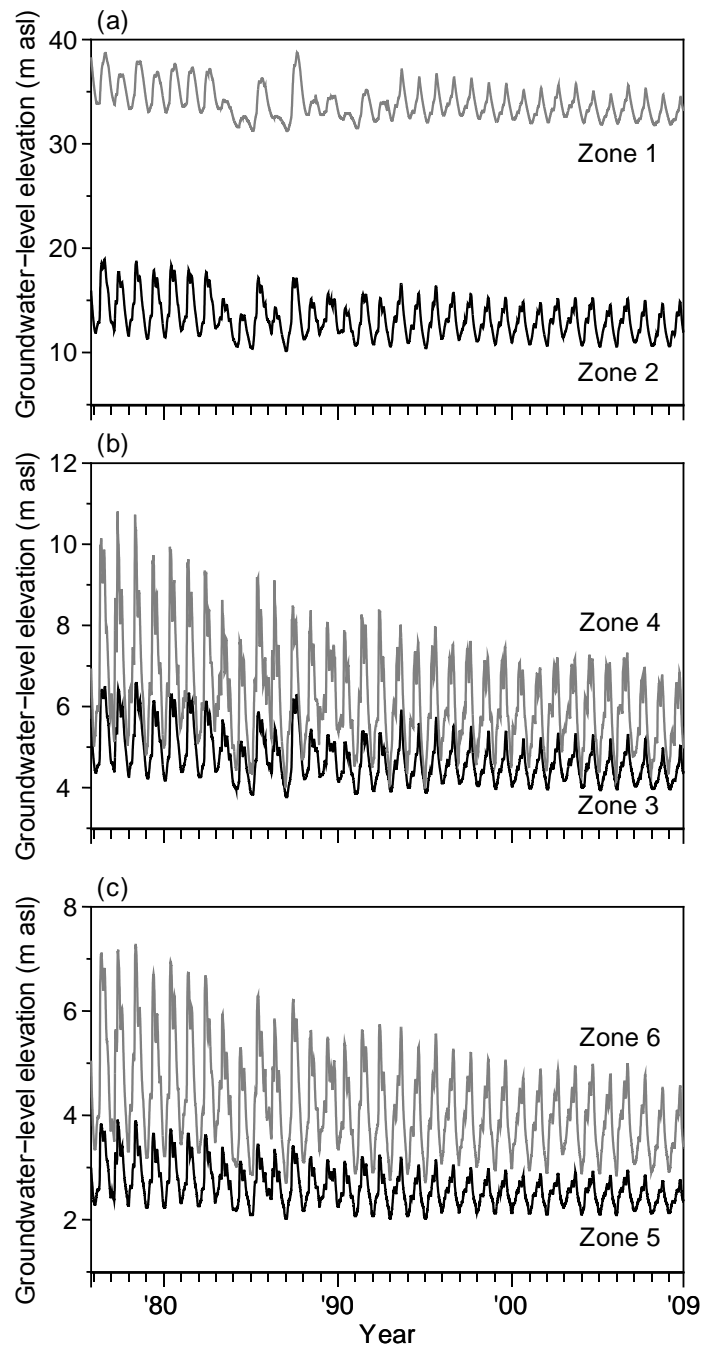 (a)
Groundwater−level elevation (m asl)
40
30
20
10
Zone 1
Zone 2
(b)
Groundwater−level elevation (m asl)
12
10
8
6
4
Zone 4
Zone 3
(c)
Groundwater−level elevation (m asl)
8
6
4
2
Zone 6
Zone 5
'80 '90 '00 '09
Year